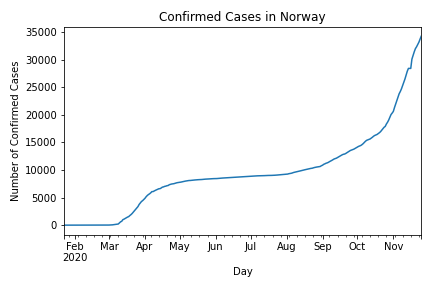 Confirmed Cases in Norway
35000
30000
25000
20000
15000
10000
5000
0
Number of Confirmed Cases
Feb Mar Apr May Jun Jul Aug Sep Oct Nov
2020
Day